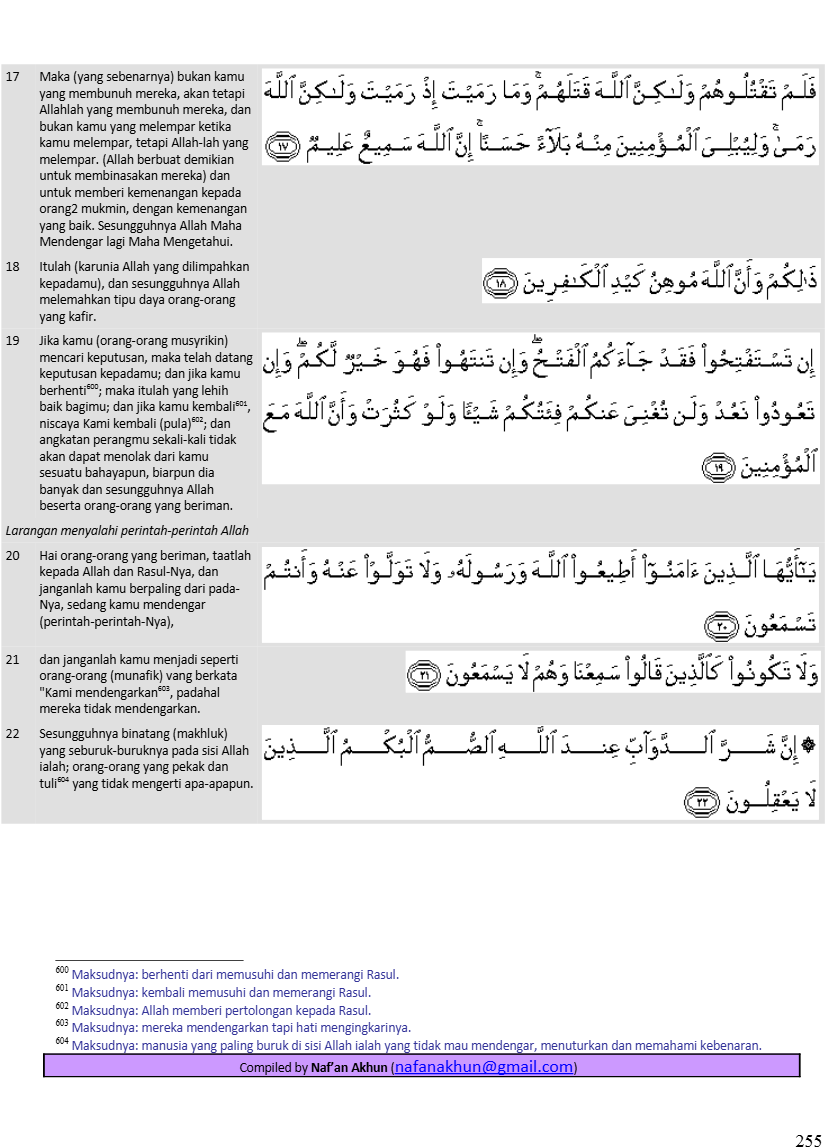 17 Maka (yang sebenarnya) bukan kamu
yang membunuh mereka, akan tetapi
Allahlah yang membunuh mereka, dan
bukan kamu yang melempar ketika
kamu melempar, tetapi Allah-lah yang
melempar. (Allah berbuat demikian
untuk membinasakan mereka) dan
untuk memberi kemenangan kepada
orang2 mukmin, dengan kemenangan
yang baik. Sesungguhnya Allah Maha
Mendengar lagi Maha Mengetahui.
فَلَمْ تَقْتُلُوهُمْ وَلَـٰكِنَّ ٱللَّهَ قَتَلَهُمْ ۚ وَمَا رَمَيْتَ إِذْ رَمَيْتَ وَلَـٰكِنَّ ٱللَّهَ
رَمَىٰ ۚ وَلِيُبْلِىَ ٱلْمُؤْمِنِينَ مِنْهُ بَلَآءً حَسَنًا ۚ إِنَّ ٱللَّهَ سَمِيعٌ عَلِيمٌ ١٧
18 Itulah (karunia Allah yang dilimpahkan
kepadamu), dan sesungguhnya Allah
melemahkan tipu daya orang-orang
yang kafir.
ذَٰلِكُمْ وَأَنَّ ٱللَّهَ مُوهِنُ كَيْدِ ٱلْكَـٰفِرِينَ ١٨
19 Jika kamu (orang-orang musyrikin)
mencari keputusan, maka telah datang
keputusan kepadamu; dan jika kamu
berhenti600; maka itulah yang lehih
baik bagimu; dan jika kamu kembali601,
niscaya Kami kembali (pula)602; dan
angkatan perangmu sekali-kali tidak
akan dapat menolak dari kamu
sesuatu bahayapun, biarpun dia
banyak dan sesungguhnya Allah
beserta orang-orang yang beriman.
إِن تَسْتَفْتِحُوا۟ فَقَدْ جَآءَكُمُ ٱلْفَتْحُ ۖ وَإِن تَنتَهُوا۟ فَهُوَ خَيْرٌ لَّكُمْ ۖ وَإِن
تَعُودُوا۟ نَعُدْ وَلَن تُغْنِىَ عَنكُمْ فِئَتُكُمْ شَيْـًٔا وَلَوْ كَثُرَتْ وَأَنَّ ٱللَّهَ مَعَ
ٱلْمُؤْمِنِينَ ١٩
Larangan menyalahi perintah-perintah Allah
20 Hai orang-orang yang beriman, taatlah
kepada Allah dan Rasul-Nya, dan
janganlah kamu berpaling dari pada-
Nya, sedang kamu mendengar
(perintah-perintah-Nya),
يَـٰٓأَيُّهَا ٱلَّذِينَ ءَامَنُوٓا۟ أَطِيعُوا۟ ٱللَّهَ وَرَسُولَهُۥ وَلَا تَوَلَّوْا۟ عَنْهُ وَأَنتُمْ
تَسْمَعُونَ ٢٠
21 dan janganlah kamu menjadi seperti
orang-orang (munafik) vang berkata
"Kami mendengarkan603, padahal
mereka tidak mendengarkan.
وَلَا تَكُونُوا۟ كَٱلَّذِينَ قَالُوا۟ سَمِعْنَا وَهُمْ لَا يَسْمَعُونَ ٢١
22 Sesungguhnya binatang (makhluk)
yang seburuk-buruknya pada sisi Allah
ialah; orang-orang yang pekak dan
tuli604 yang tidak mengerti apa-apapun.
۞ إِنَّ شَرَّ ٱلدَّوَآبِّ عِندَ ٱللَّهِ ٱلصُّمُّ ٱلْبُكْمُ ٱلَّذِينَ
لَا يَعْقِلُونَ ٢٢
600 Maksudnya: berhenti dari memusuhi dan memerangi Rasul.
601 Maksudnya: kembali memusuhi dan memerangi Rasul.
602 Maksudnya: Allah memberi pertolongan kepada Rasul.
603 Maksudnya: mereka mendengarkan tapi hati mengingkarinya.
604 Maksudnya: manusia yang paling buruk di sisi Allah ialah yang tidak mau mendengar, menuturkan dan memahami kebenaran.
Compiled by Naf'an Akhun (nafanakhun@gmail.com)
255